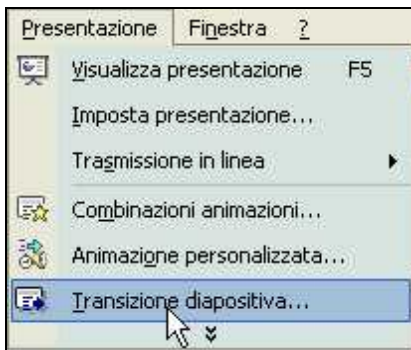 Presentazione Finestra ?
Visualizza presentazione F5
Imposta presentazione...
Trasmissione in linea
Combinazioni animazioni...
Animazione personalizzata...
Transizione diapositiva...